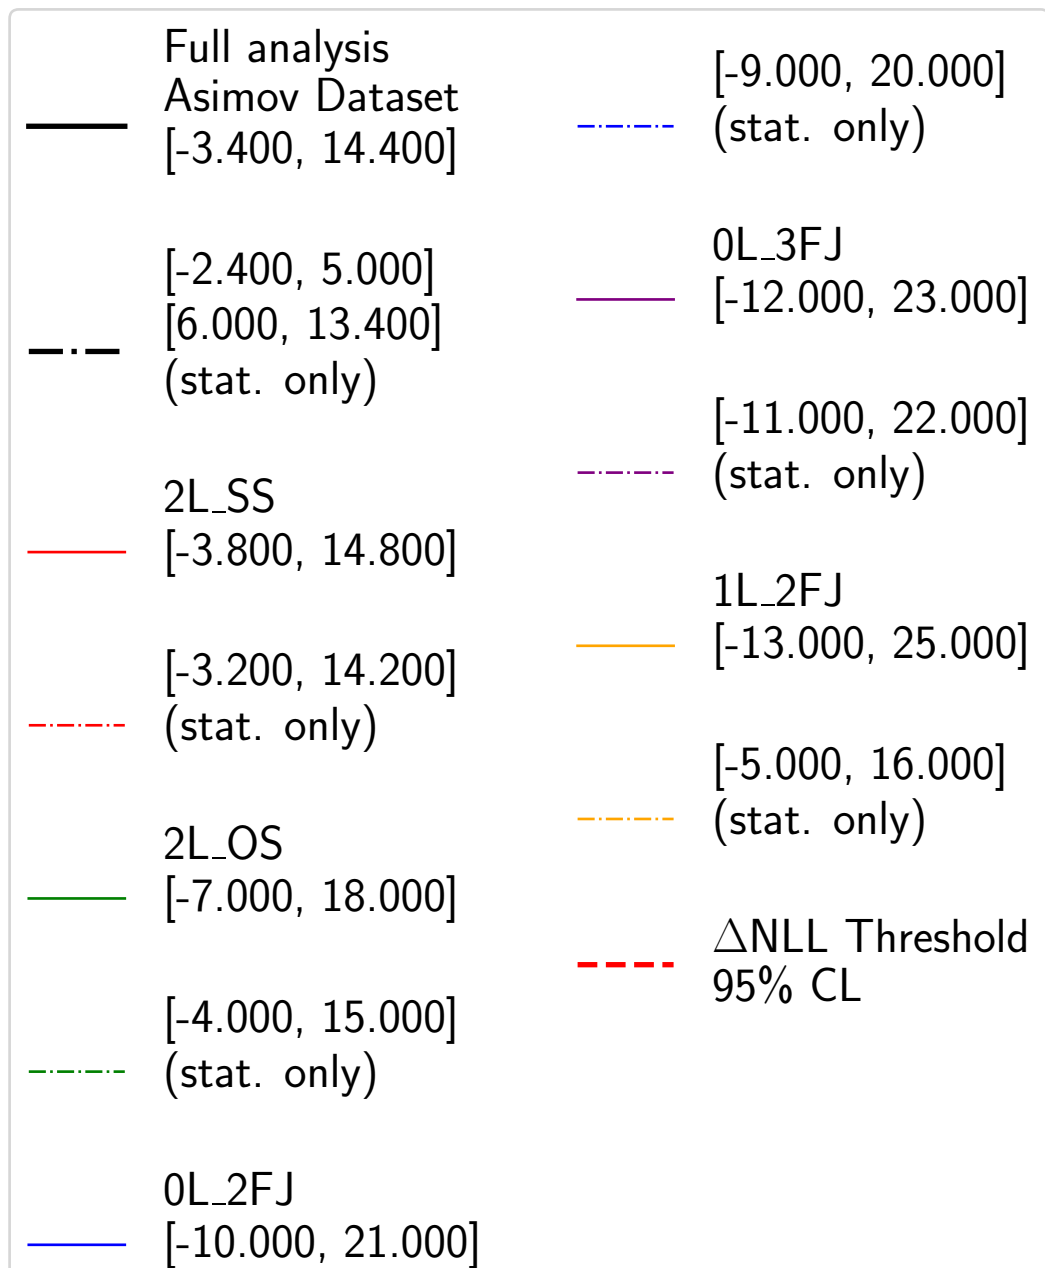 Full analysis
Asimov Dataset
[-3.400, 14.400]
[-2.400, 5.000]
[6.000, 13.400]
(stat. only)
2L_SS
[-3.800, 14.800]
[-3.200, 14.200]
(stat. only)
2L_OS
[-7.000, 18.000]
[-4.000, 15.000]
(stat. only)
0L_2FJ
[-10.000, 21.000]
[-9.000, 20.000]
(stat. only)
0L_3FJ
[-12.000, 23.000]
[-11.000, 22.000]
(stat. only)
1L_2FJ
[-13.000, 25.000]
[-5.000, 16.000]
(stat. only)
ΔNLL Threshold
95% CL